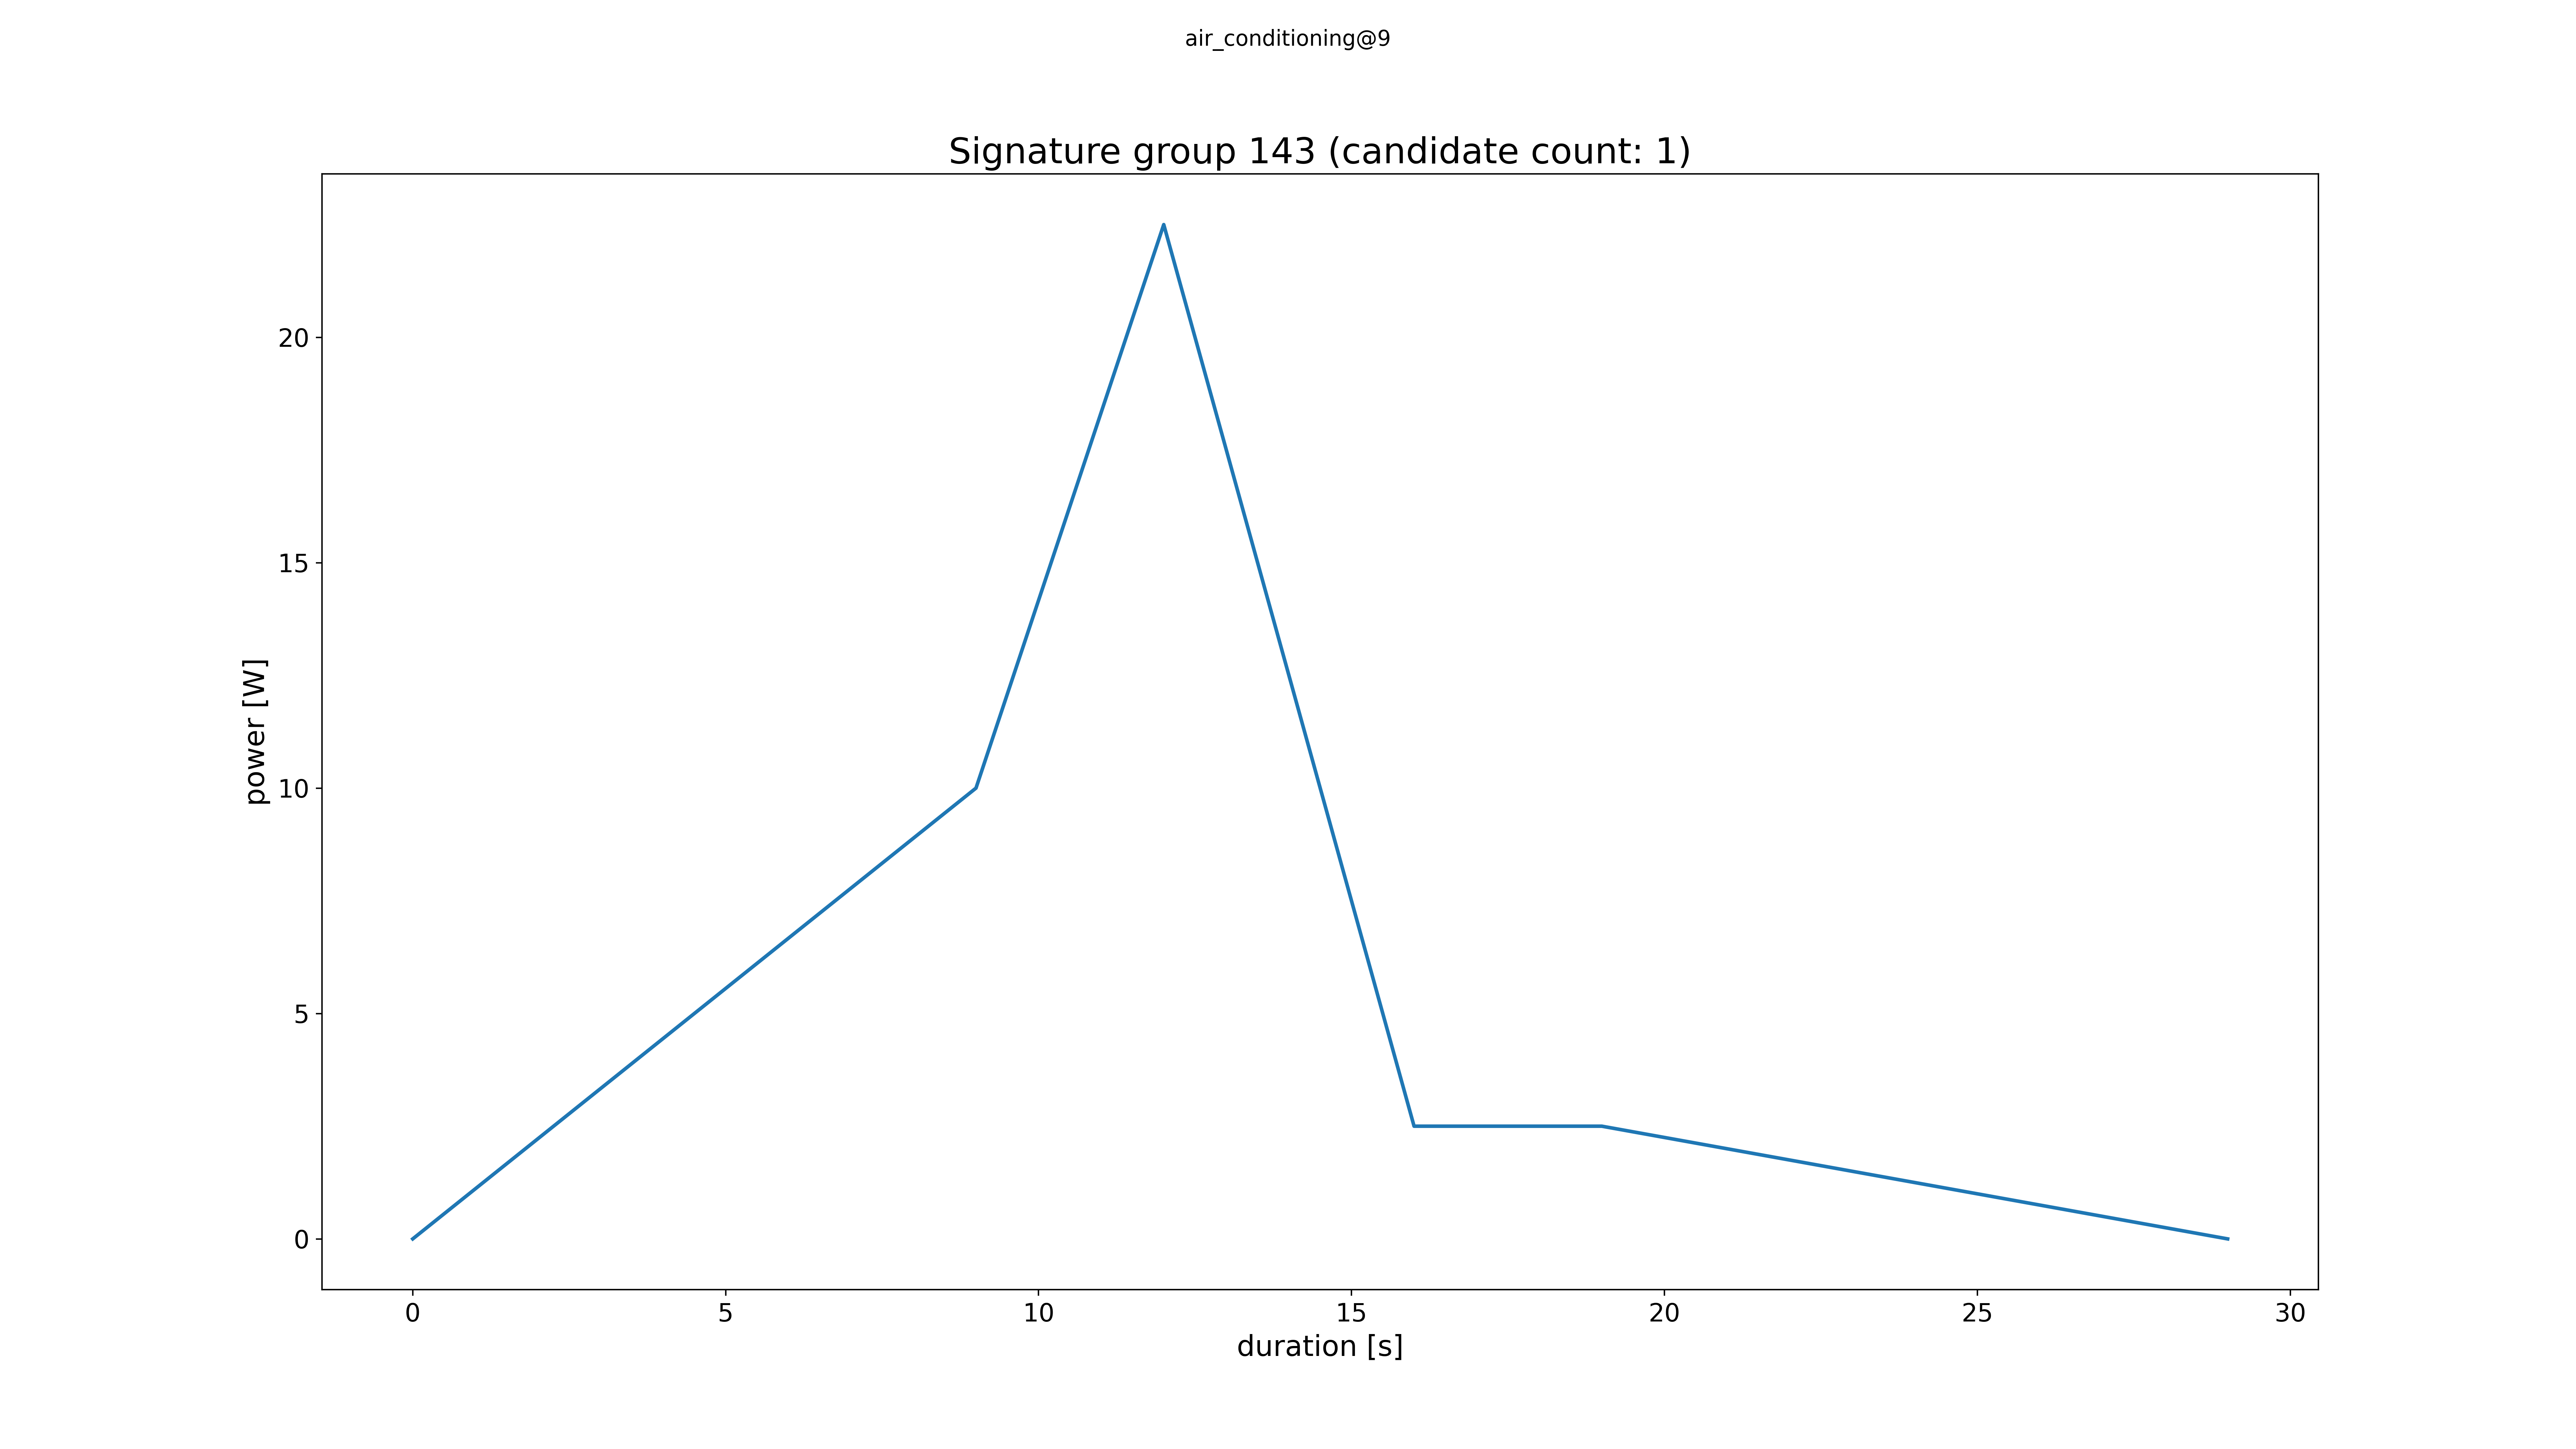 air_conditioning@9
Signature group 143 (candidate count: 1)
20
15
10
5
0
power [W]
0 5 10 15 20 25 30
duration [s]